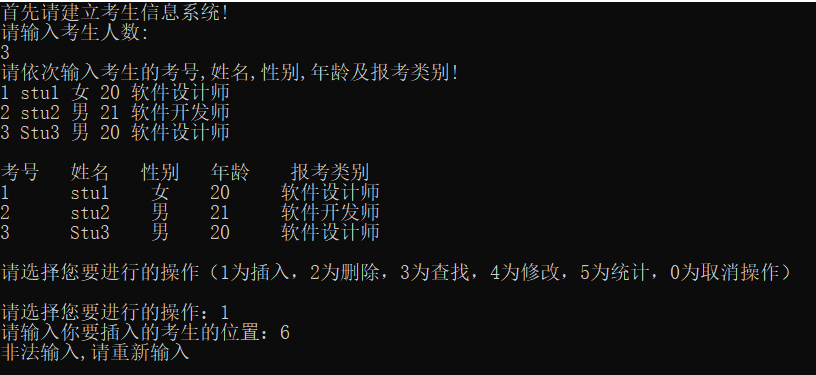 首先请建立考生信息系统!
请输入考生人数:
3
请依次输入考生的考号,姓名,性别,年龄及报考类别!
1 stu1 女 20 软件设计师
2 stu2 男 21 软件开发师
3 Stu3 男 20 软件设计师
考号 姓名 性别 年龄 报考类别
1 stu1 女 20 软件设计师
2 stu2 男 21 软件开发师
3 Stu3 男 20 软件设计师
请选择您要进行的操作（1为插入，2为删除，3为查找，4为修改，5为统计，0为取消操作）
请选择您要进行的操作：1
请输入你要插入的考生的位置：6
非法输入,请重新输入